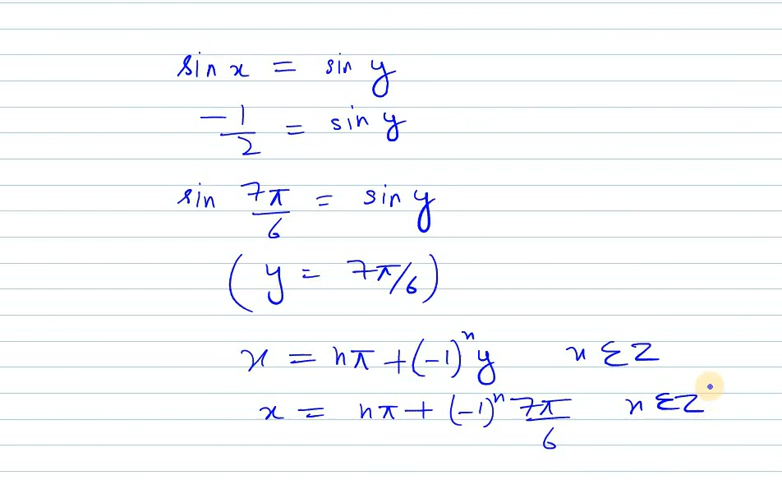 sin x = sin y
-1/2 = sin y
sin 7π/6 = sin y
(y = 7π/6)
x = nπ + (-1)^n y n ∑ Z
x = nπ + (-1)^n 7π/6 n ∑ Z